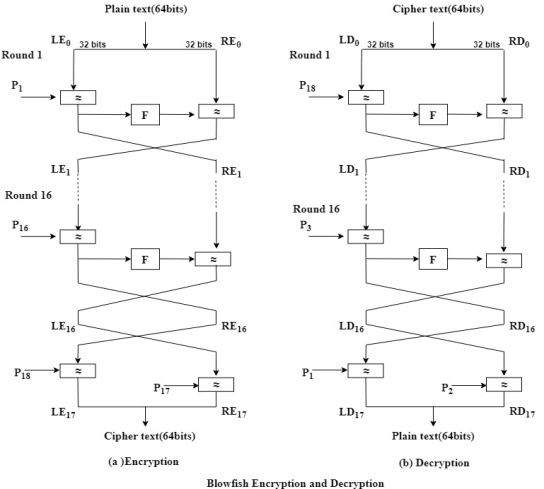 Plain text(64bits)
LE0 32 bits 32 bits RE0
Round 1
P1
≈ ≈
F
LE1 RE1
Round 16
P16
≈
F ≈
LE16 RE16
P18 ≈
P17 ≈
LE17 RE17
Cipher text(64bits)
(a )Encryption
Cipher text(64bits)
LD0 32 bits 32 bits RD0
Round 1
P18
≈ ≈
F
LD1 RD1
Round 16
P3
≈
F ≈
LD16 RD16
P1 ≈
P2 ≈
LD17 RD17
Plain text(64bits)
(b) Decryption
Blowfish Encryption and Decryption